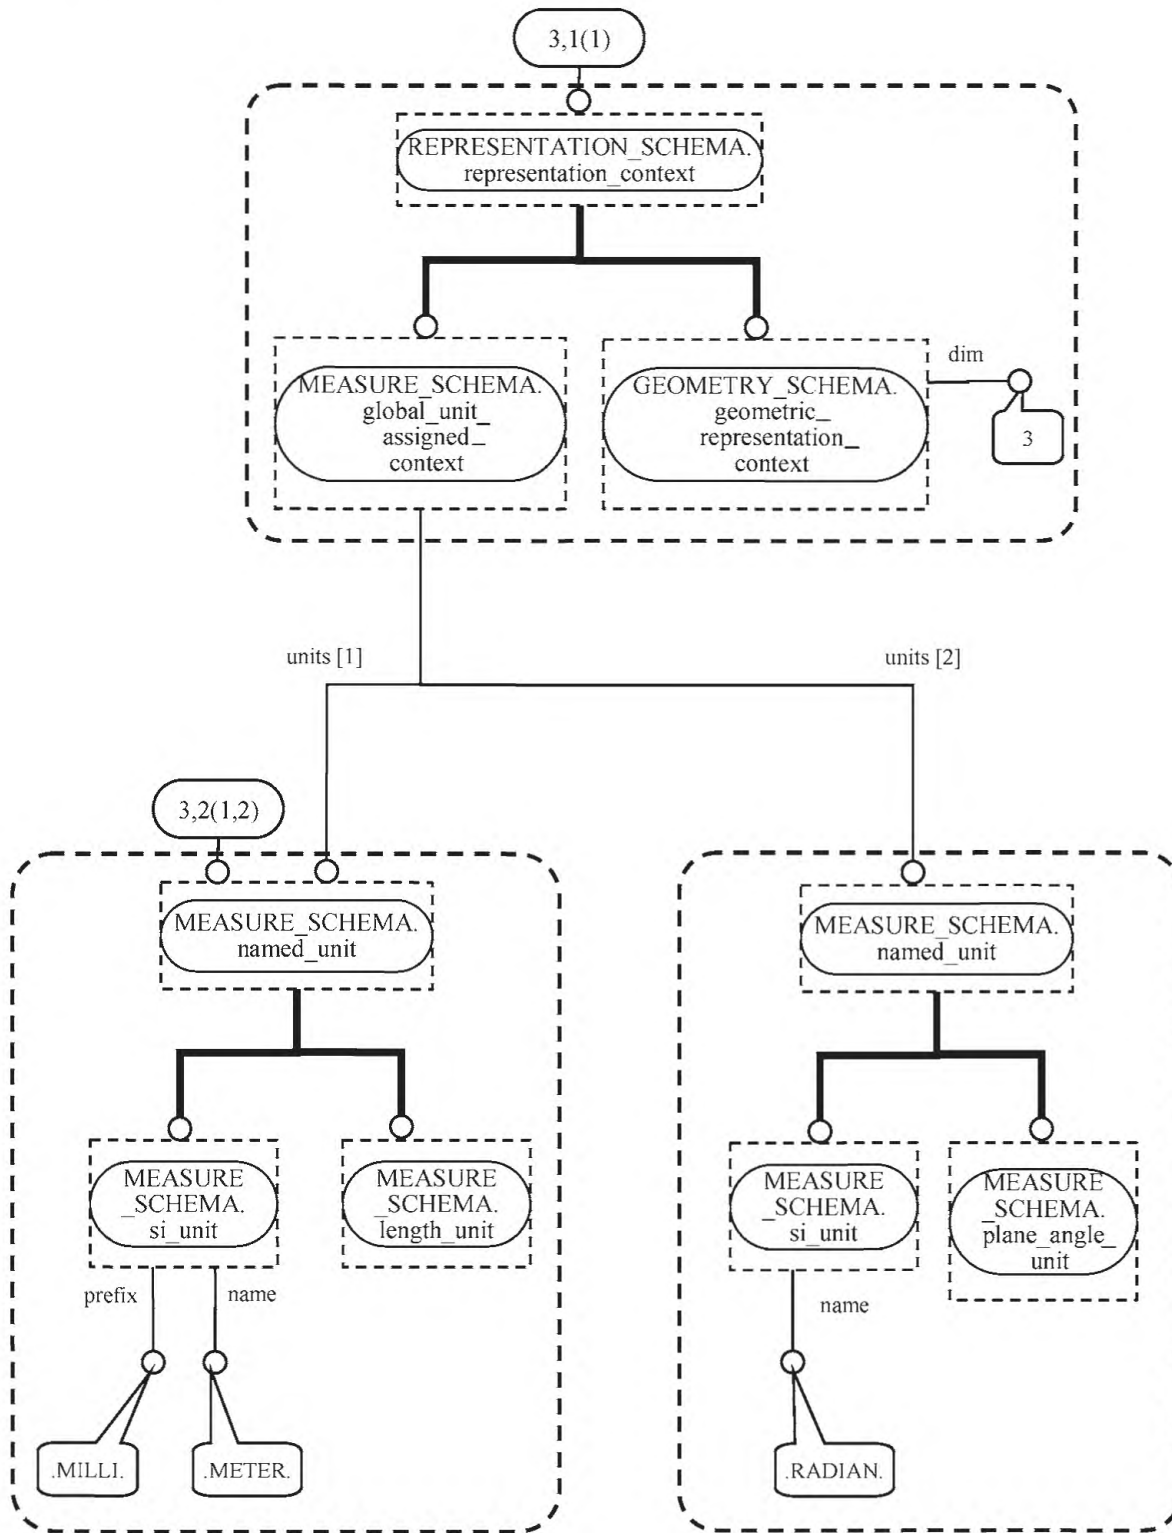 3,1(1)
REPRESENTATION_SCHEMA.
representation_context
MEASURE_SCHEMA.
global_unit_
assigned_
context
GEOMETRY_SCHEMA.
geometric_
representation_
context
dim
3
units [1]
units [2]
3,2(1,2)
MEASURE_SCHEMA.
named_unit
MEASURE
_SCHEMA.
si_unit
MEASURE
_SCHEMA.
length_unit
prefix
name
.MILLI.
.METER.
MEASURE_SCHEMA.
named_unit
MEASURE
_SCHEMA.
si_unit
MEASURE
_SCHEMA.
plane_angle_
unit
name
.RADIAN.